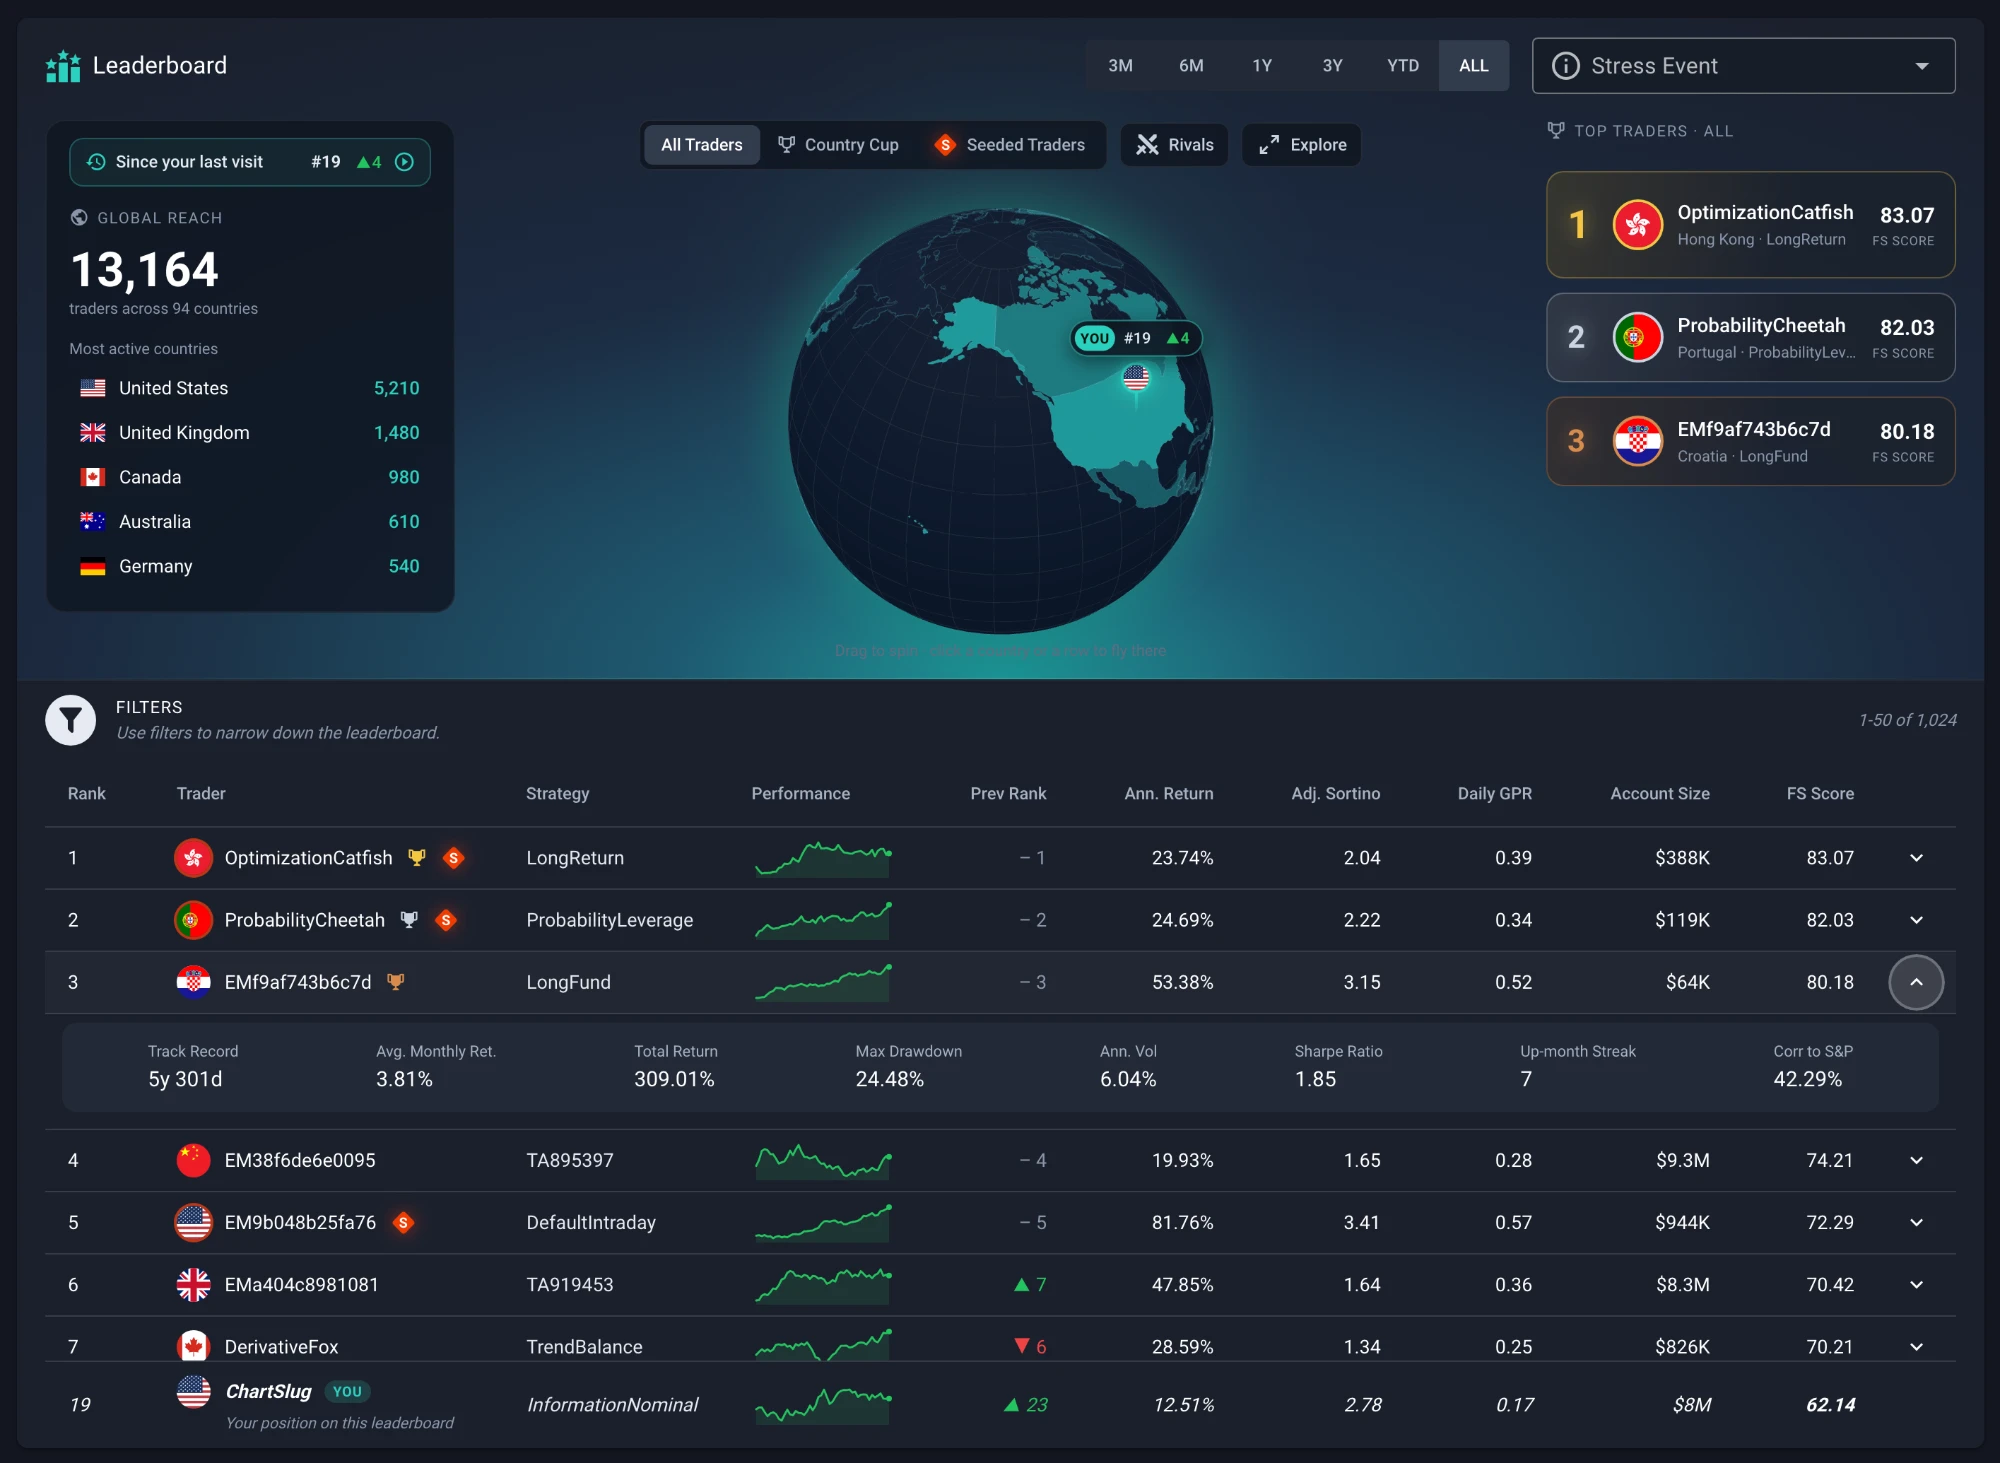 Leaderboard
3M 6M 1Y 3Y YTD ALL
Stress Event
Since your last visit #19 ▲4
GLOBAL REACH
13,164
traders across 94 countries
Most active countries
United States 5,210
United Kingdom 1,480
Canada 980
Australia 610
Germany 540
All Traders Country Cup S Seeded Traders Rivals Explore
YOU #19 ▲4
Drag to spin · click a country or a row to fly there
TOP TRADERS · ALL
1 OptimizationCatfish 83.07
Hong Kong · LongReturn FS SCORE
2 ProbabilityCheetah 82.03
Portugal · ProbabilityLev... FS SCORE
3 EMf9af743b6c7d 80.18
Croatia · LongFund FS SCORE
FILTERS
Use filters to narrow down the leaderboard.
1-50 of 1,024
Rank Trader Strategy Performance Prev Rank Ann. Return Adj. Sortino Daily GPR Account Size FS Score
1 OptimizationCatfish S LongReturn – 1 23.74% 2.04 0.39 $388K 83.07
2 ProbabilityCheetah S ProbabilityLeverage – 2 24.69% 2.22 0.34 $119K 82.03
3 EMf9af743b6c7d LongFund – 3 53.38% 3.15 0.52 $64K 80.18
Track Record Avg. Monthly Ret. Total Return Max Drawdown Ann. Vol Sharpe Ratio Up-month Streak Corr to S&P
5y 301d 3.81% 309.01% 24.48% 6.04% 1.85 7 42.29%
4 EM38f6de6e0095 TA895397 – 4 19.93% 1.65 0.28 $9.3M 74.21
5 EM9b048b25fa76 S DefaultIntraday – 5 81.76% 3.41 0.57 $944K 72.29
6 EMa404c8981081 TA919453 ▲ 7 47.85% 1.64 0.36 $8.3M 70.42
7 DerivativeFox TrendBalance ▼ 6 28.59% 1.34 0.25 $826K 70.21
19 ChartSlug YOU InformationNominal ▲ 23 12.51% 2.78 0.17 $8M 62.14
Your position on this leaderboard